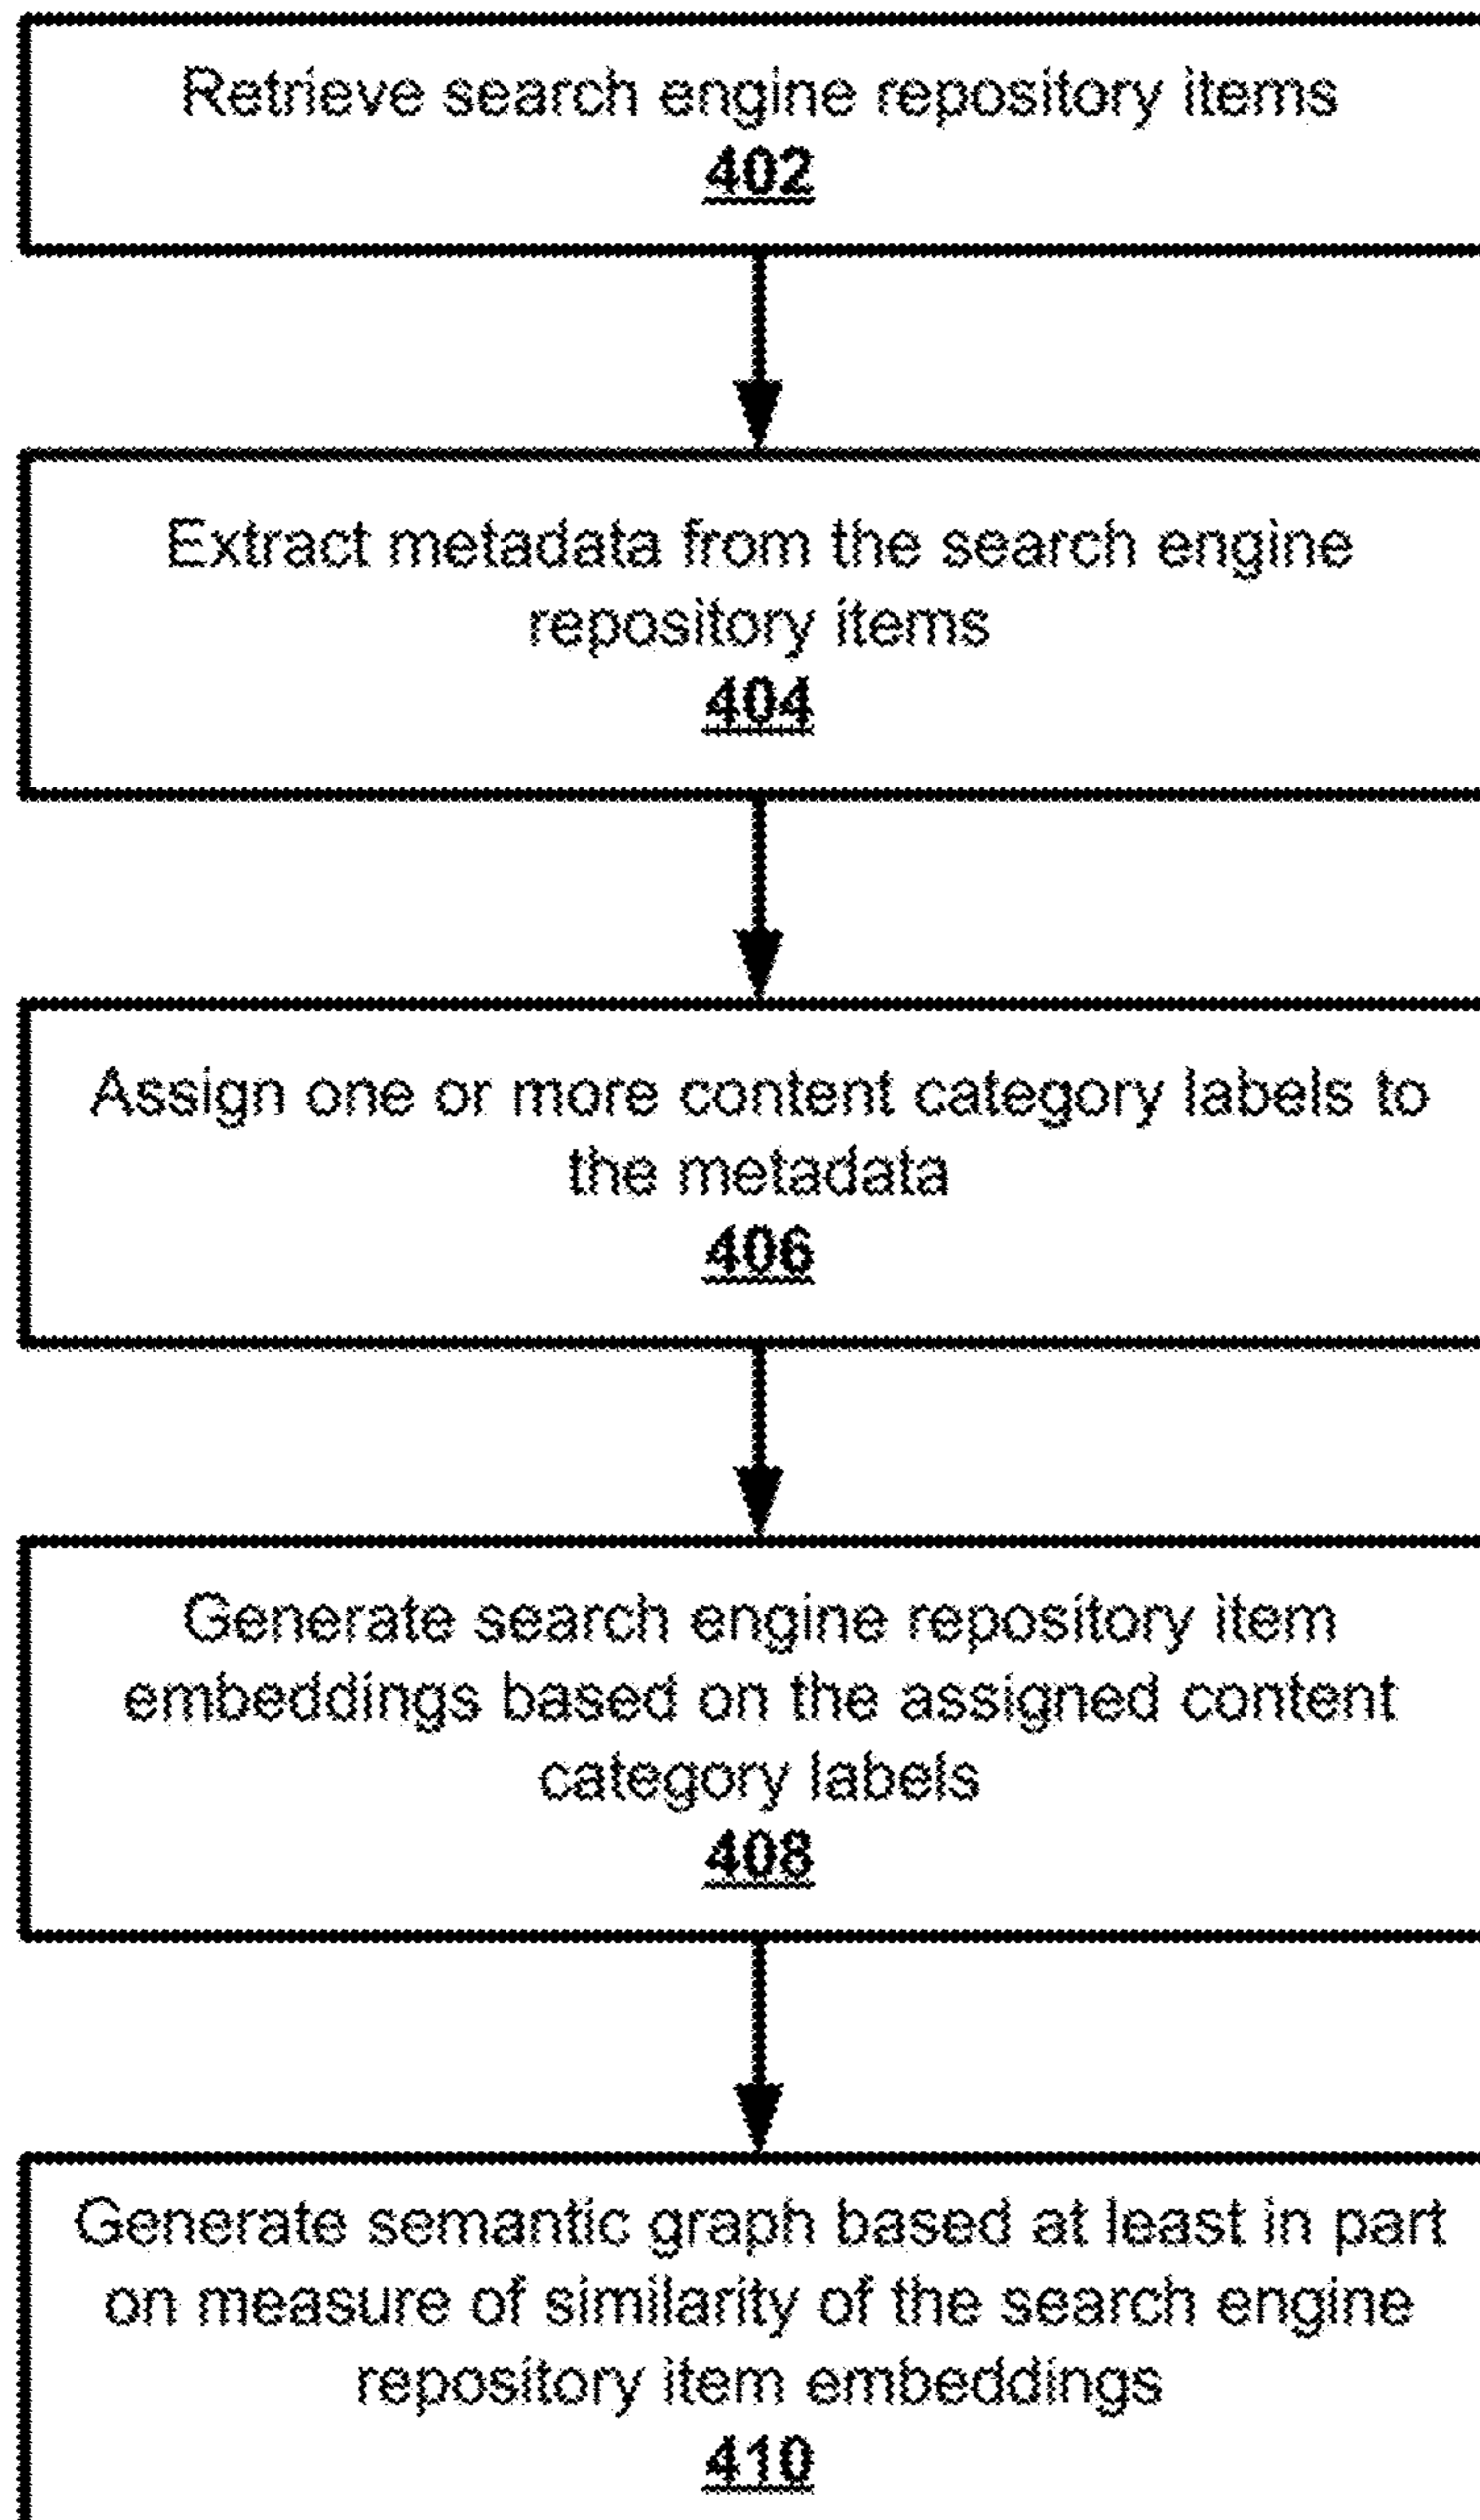 Retrieve search engine repository items
402
Extract metadata from the search engine
repository items
404
Assign one or more content category labels to
the metadata
406
Generate search engine repository item
embeddings based on the assigned content
category labels
408
Generate semantic graph based at least in part
on measure of similarity of the search engine
repository item embeddings
410